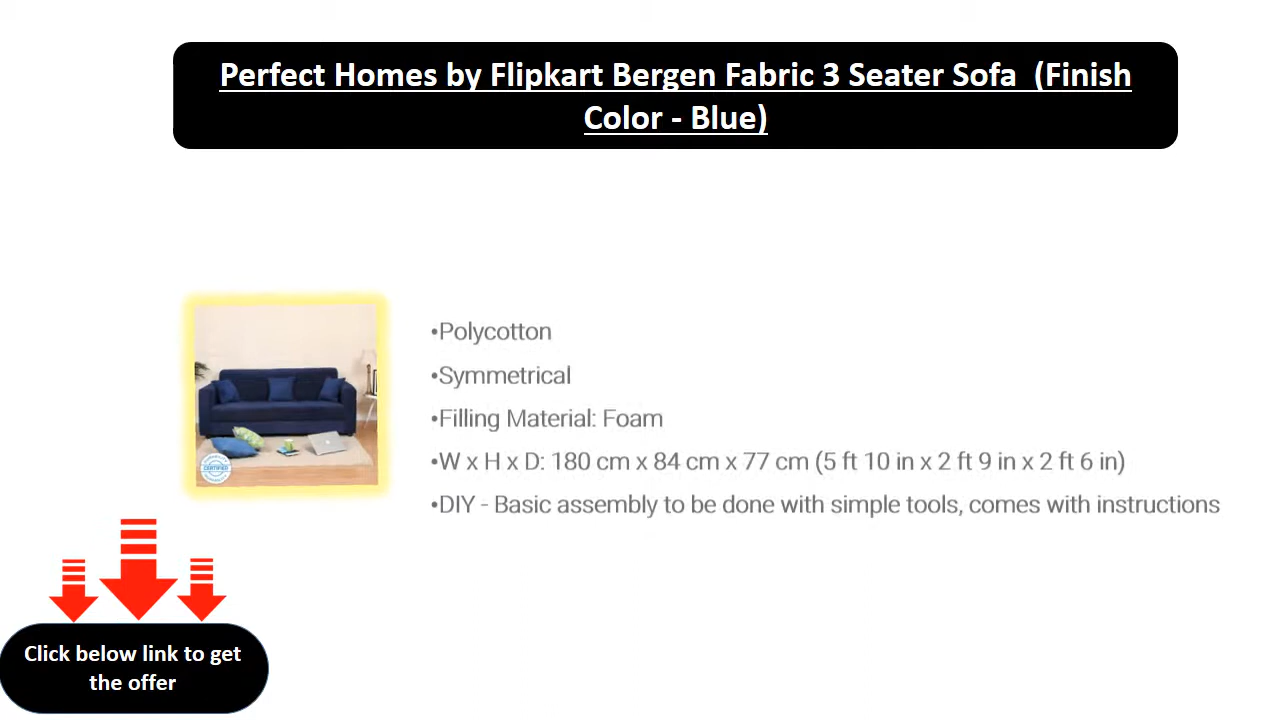 Perfect Homes by Flipkart Bergen Fabric 3 Seater Sofa (Finish
Color - Blue)
•Polycotton
•Symmetrical
•Filling Material: Foam
•W x H x D: 180 cm x 84 cm x 77 cm (5 ft 10 in x 2 ft 9 in x 2 ft 6 in)
•DIY - Basic assembly to be done with simple tools, comes with instructions
CERTIFIED
Click below link to get
the offer